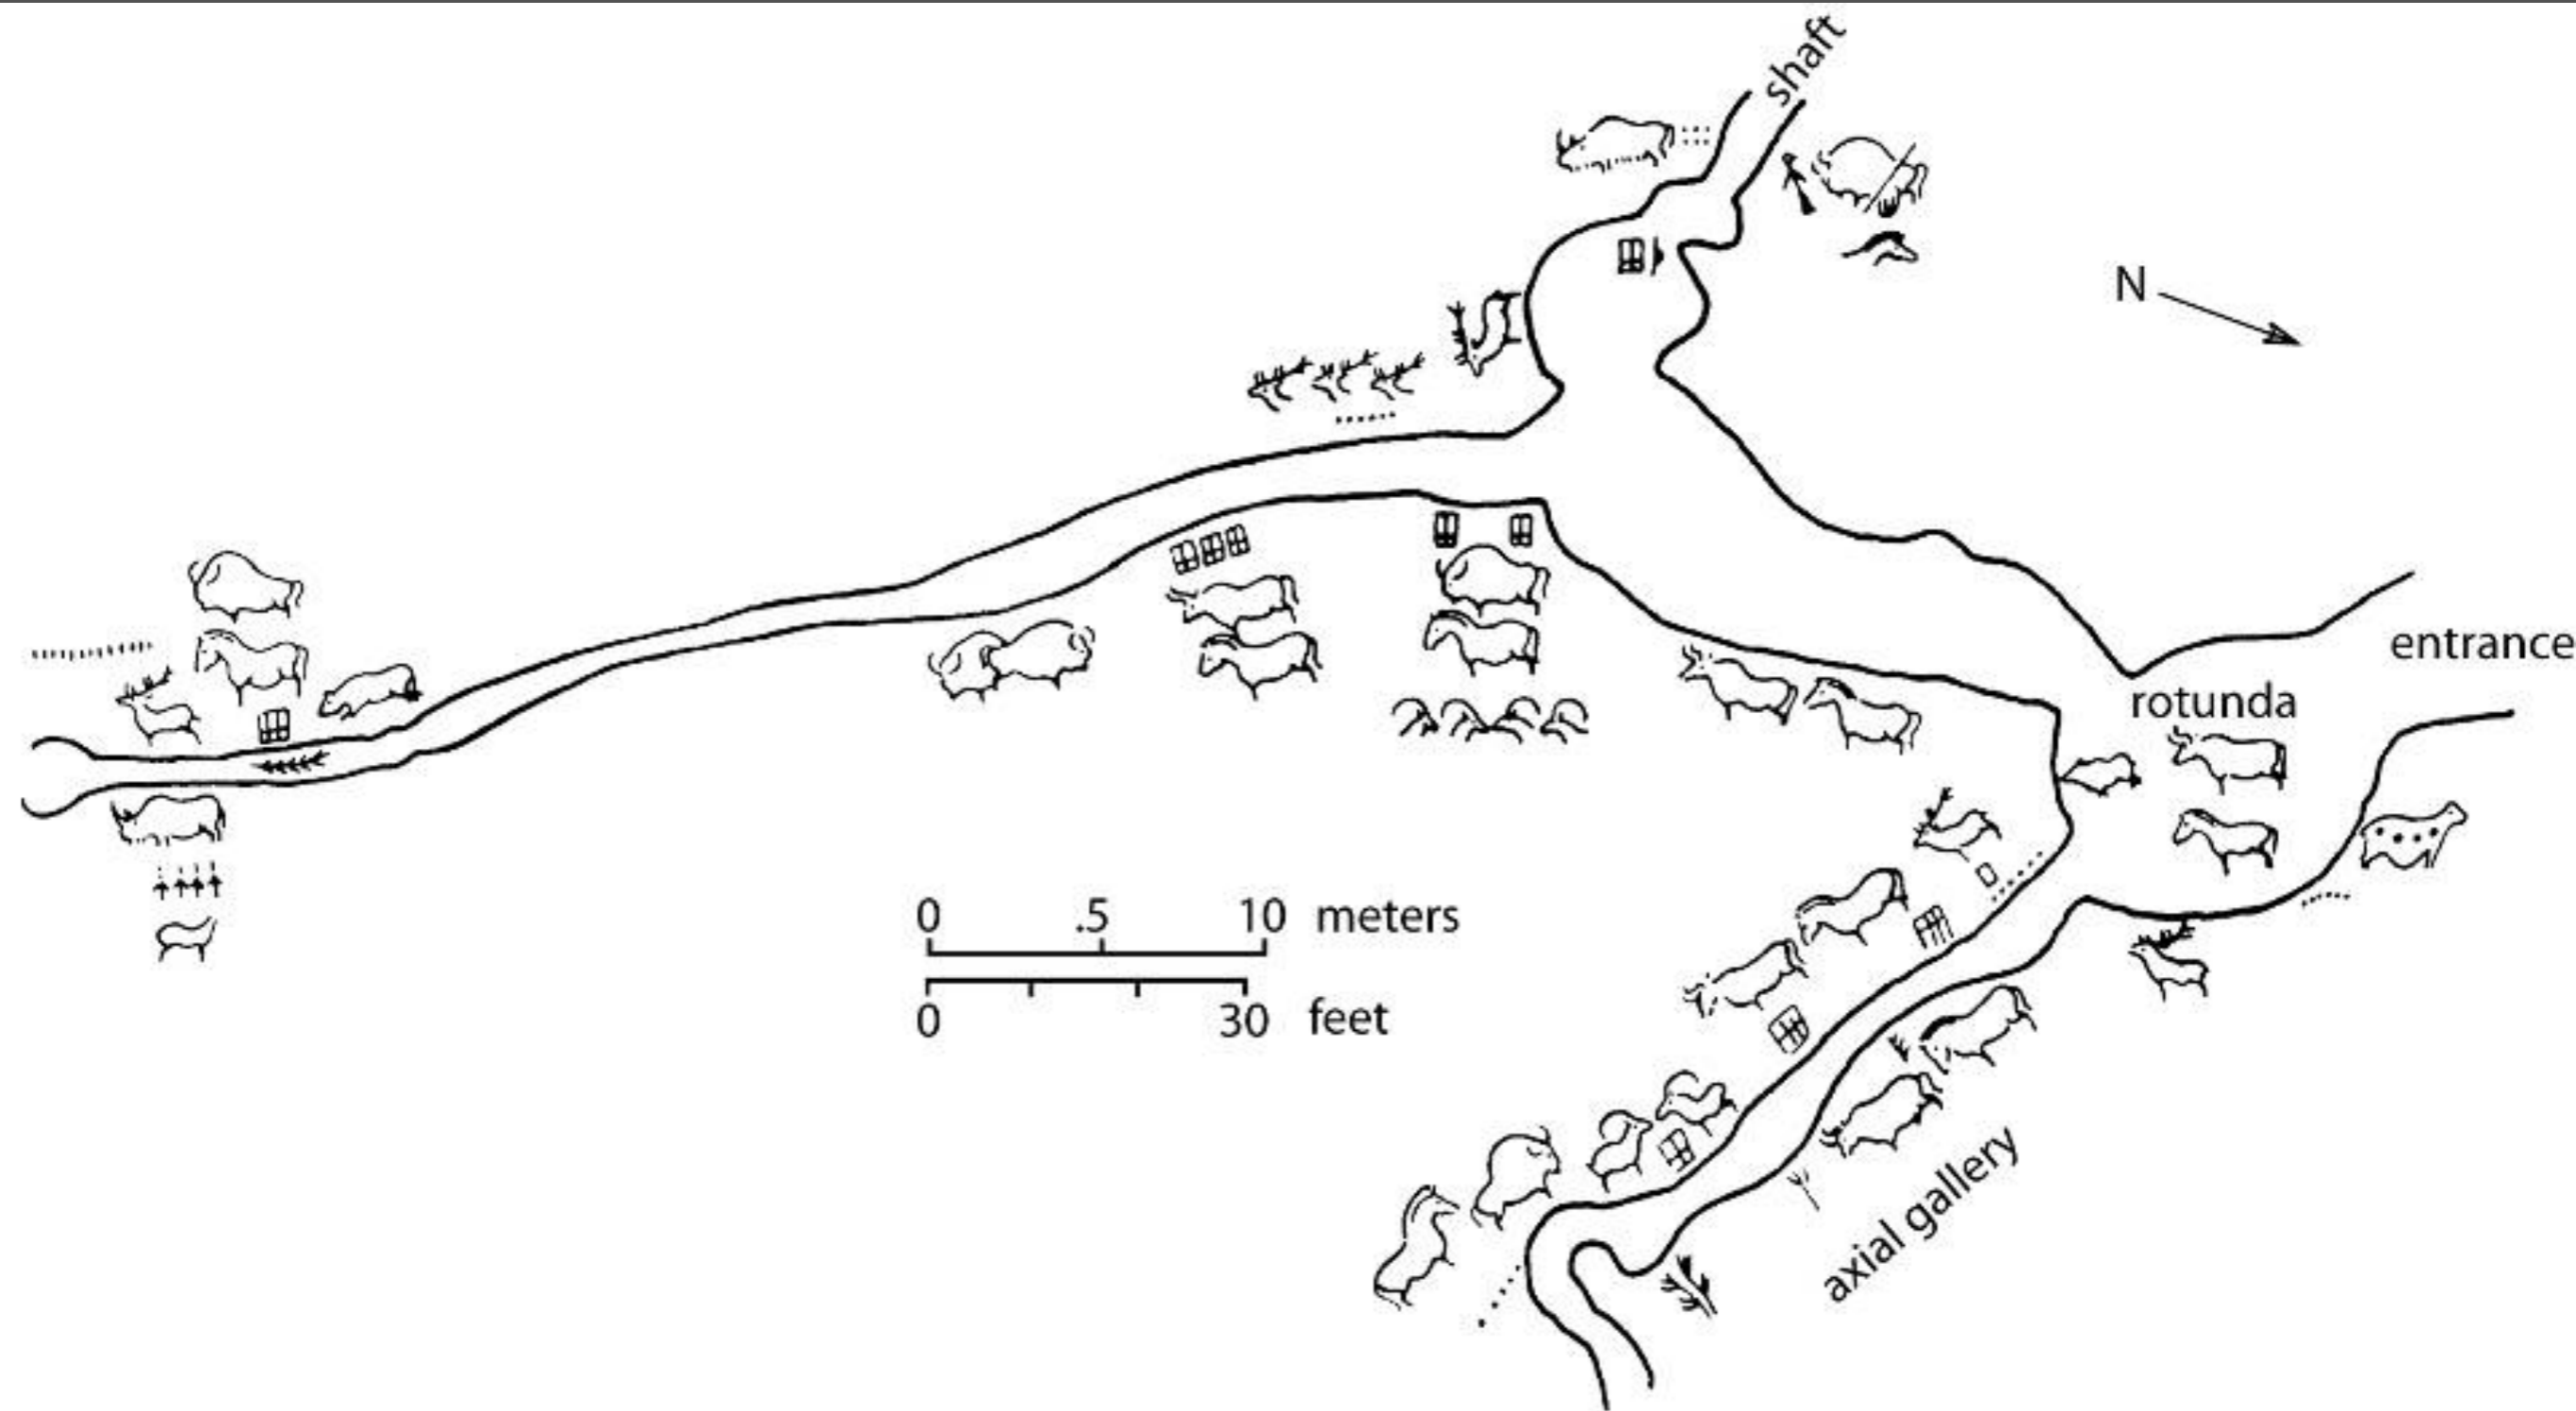 shaft
N
entrance
rotunda
0 .5 10 meters
0 30 feet
axial gallery